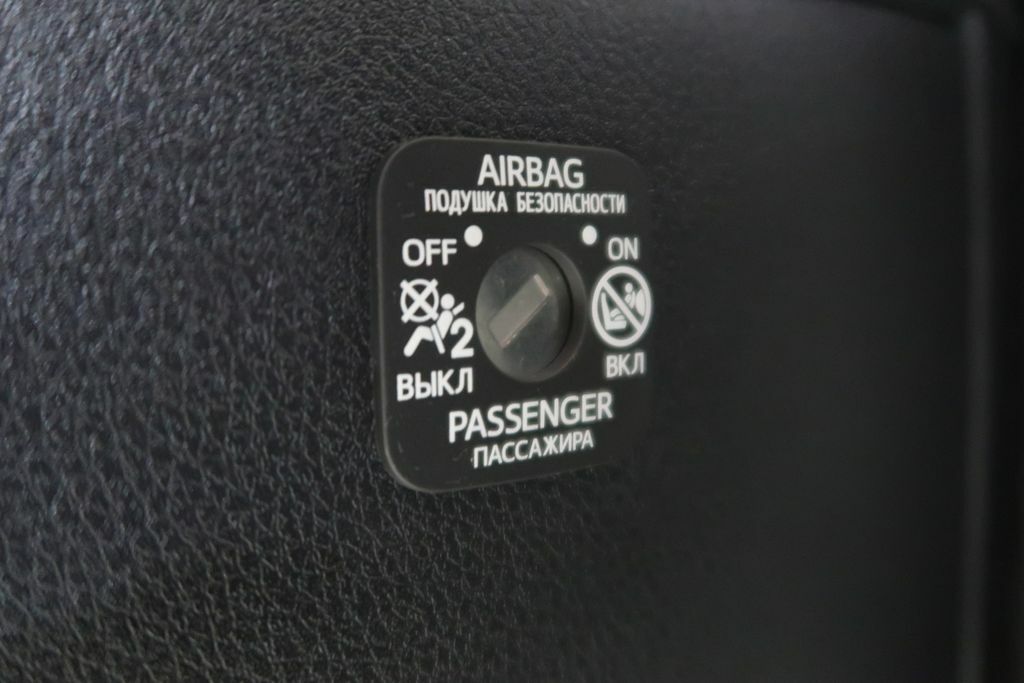 AIRBAG
ПОДУШКА БЕЗОПАСНОСТИ
OFF ON
2
ВЫКЛ ВКЛ
PASSENGER
ПАССАЖИРА